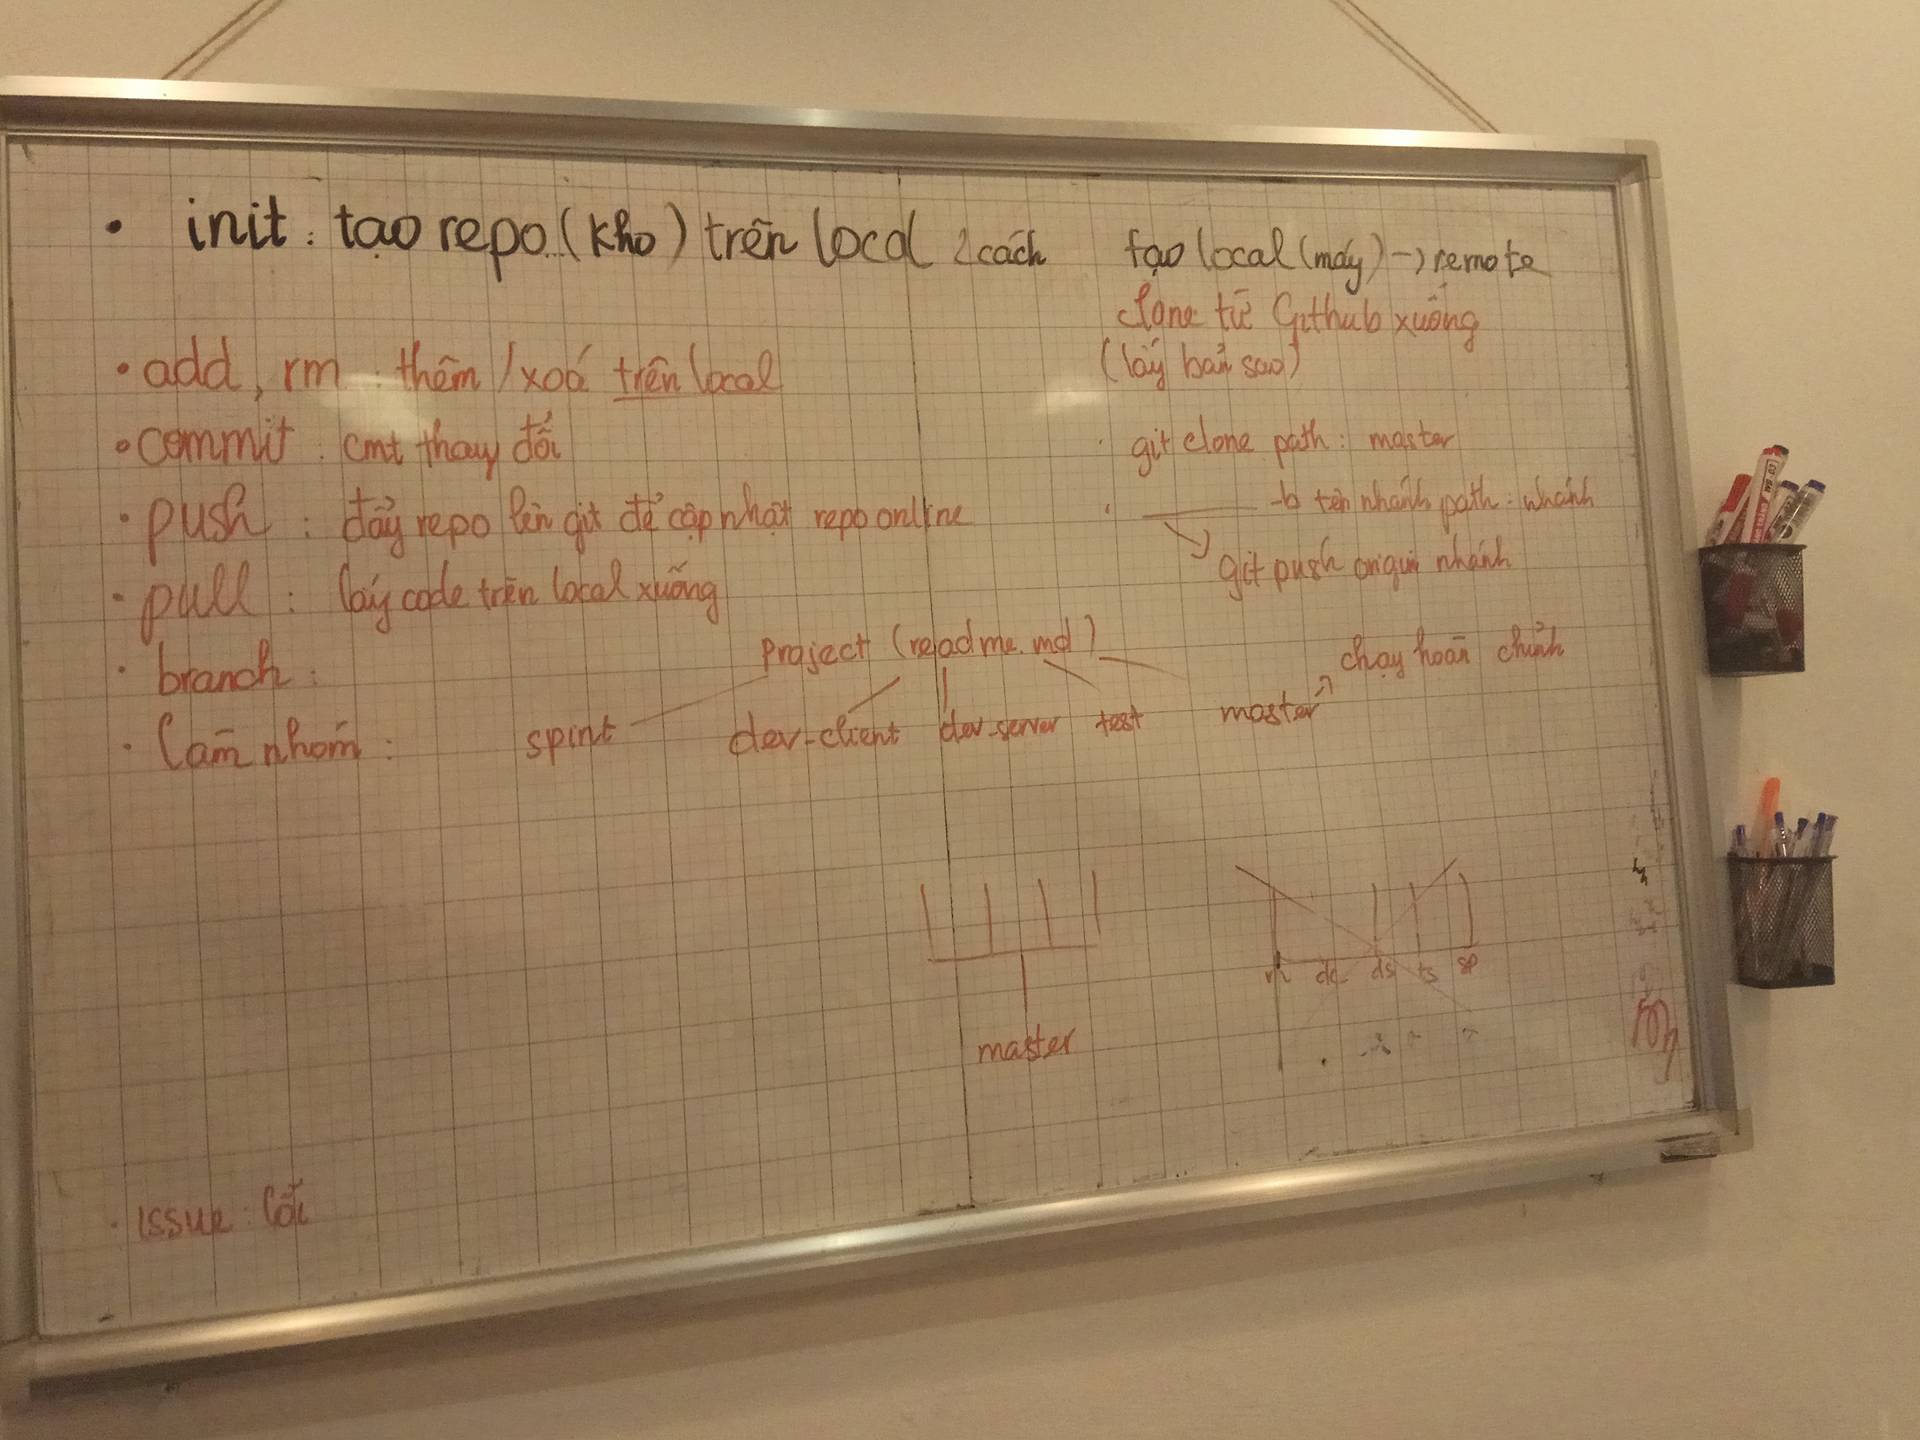 • init : tạo repo (kho) trên local 2 cách
tạo local (máy) -> remote
clone từ Github xuống
(lấy bản sao)
• add, rm : thêm / xoá trên local
• commit : cmt thay đổi
• push : đẩy repo lên git để cập nhật repo online
• pull : lấy code trên local xuống
• branch :
• Làm nhóm :
• git clone path : master
• -b tên nhánh path : nhánh
git push origin nhánh
project (readme.md)
spint dev-client dev-server test master
chạy hoàn chỉnh
master
m dc ds ts sp
• issue : lỗi